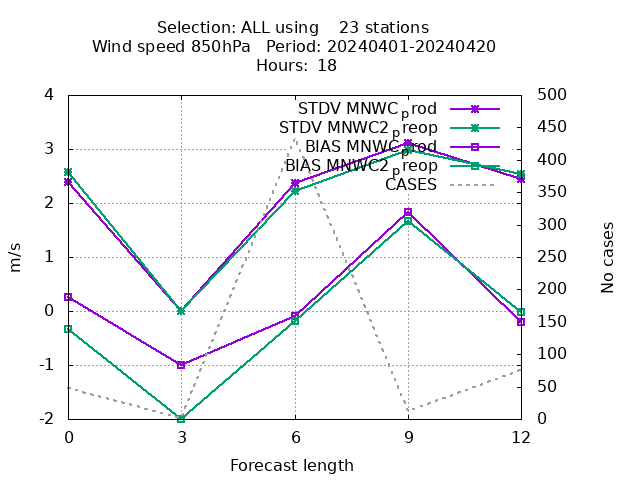 Selection: ALL using 23 stations
Wind speed 850hPa Period: 20240401-20240420
Hours: 18
STDV MNWC_prod
STDV MNWC2_preop
BIAS MNWC_prod
BIAS MNWC2_preop
CASES
4
3
2
1
0
-1
-2
500
450
400
350
300
250
200
150
100
50
0
m/s
No cases
0 3 6 9 12
Forecast length